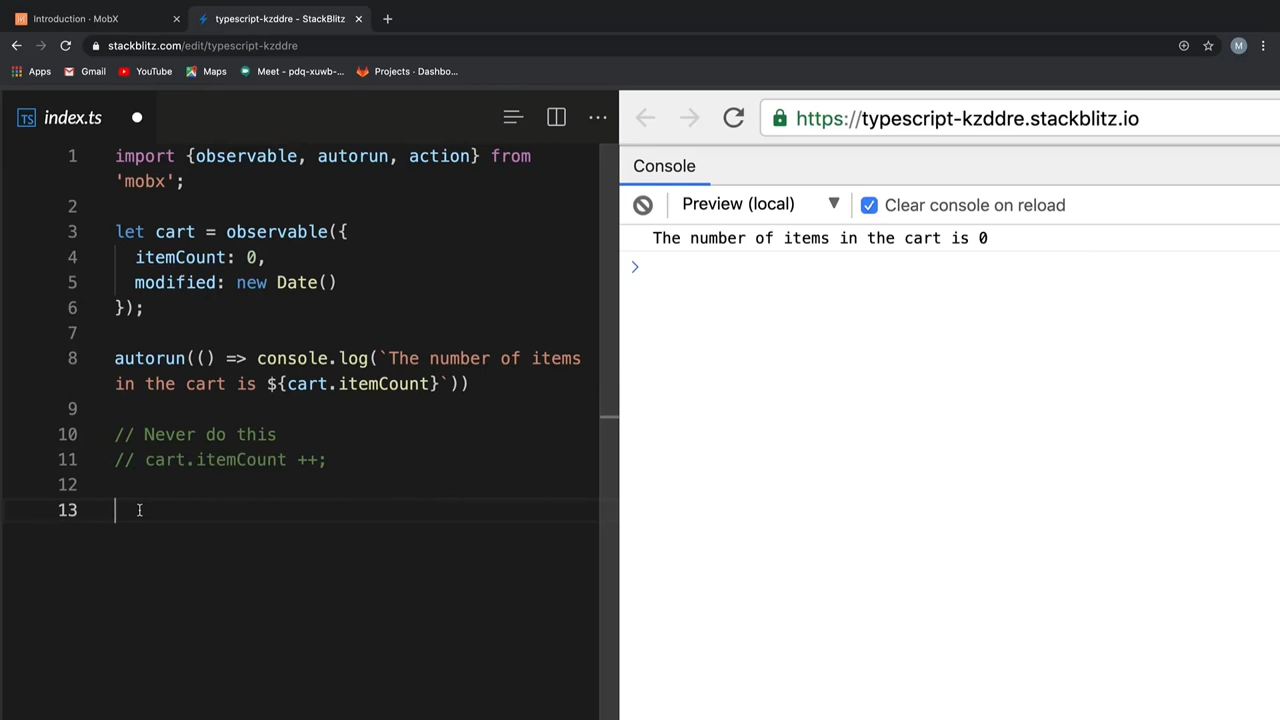 Introduction · MobX
typescript-kzddre - StackBlitz
stackblitz.com/edit/typescript-kzddre
M
Apps
Gmail
YouTube
Maps
Meet - pdq-xuwb-...
Projects · Dashbo...
TS index.ts
https://typescript-kzddre.stackblitz.io
1 import {observable, autorun, action} from
'mobx';
2
3 let cart = observable({
4 itemCount: 0,
5 modified: new Date()
6 });
7
8 autorun(() => console.log(`The number of items
in the cart is ${cart.itemCount}`))
9
10 // Never do this
11 // cart.itemCount ++;
12
13
Console
Preview (local)
Clear console on reload
The number of items in the cart is 0
>